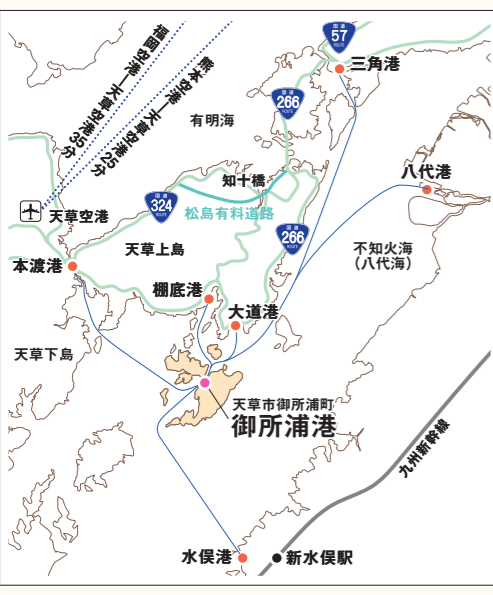 国道
57
ROUTE
三角港
福岡空港―天草空港35分
熊本空港―天草空港25分
国道
266
ROUTE
有明海
八代港
知十橋
国道
324
ROUTE
松島有料道路
天草空港
国道
266
ROUTE
天草上島
不知火海
(八代海)
本渡港
棚底港
大道港
天草下島
天草市御所浦町
御所浦港
九州新幹線
水俣港
新水俣駅